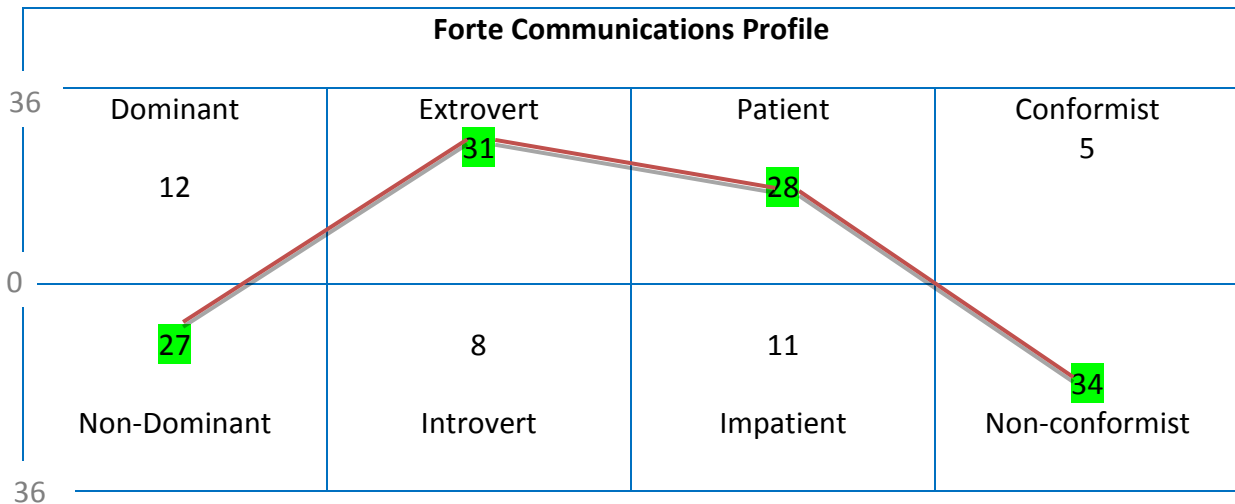 Forte Communications Profile
36
Dominant Extrovert Patient Conformist
31 5
12 28
0
27 8 11
34
Non-Dominant Introvert Impatient Non-conformist
36